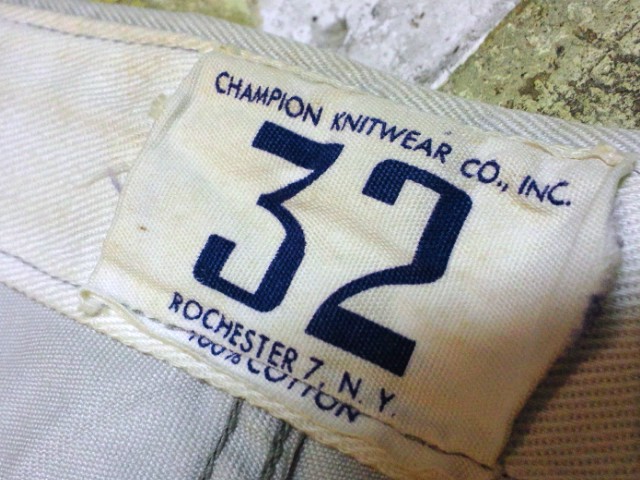 CHAMPION KNITWEAR CO., INC.
32
ROCHESTER 7, N. Y.
100% COTTON